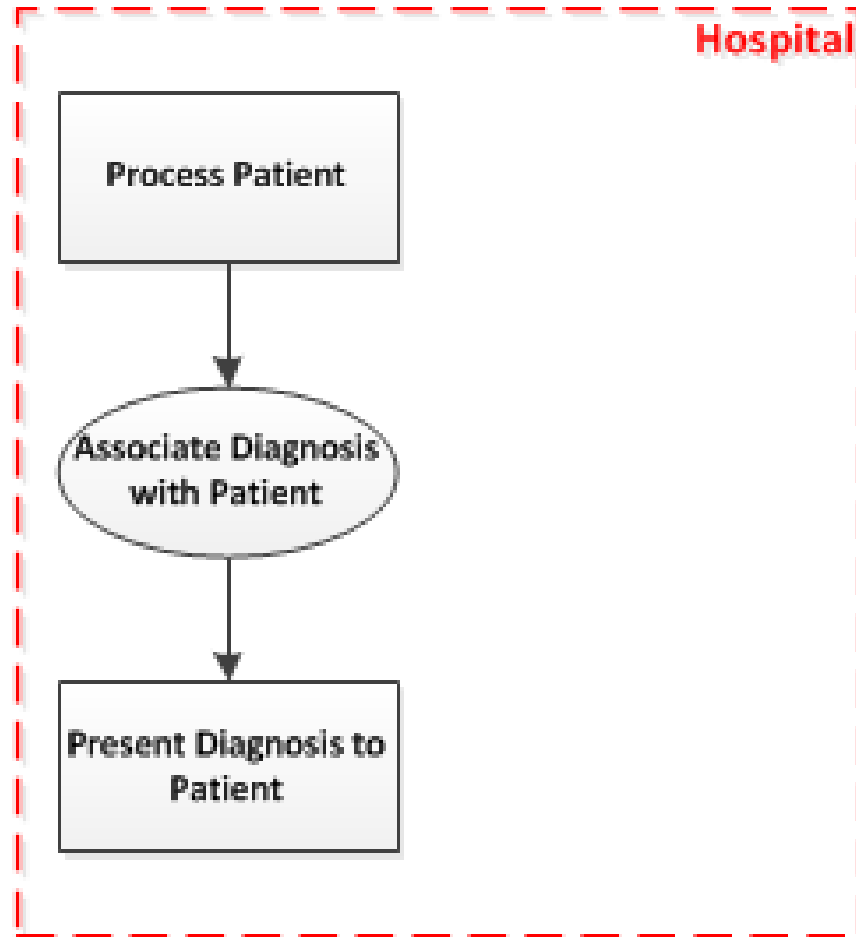 Hospital
Process Patient
Associate Diagnosis
with Patient
Present Diagnosis to
Patient